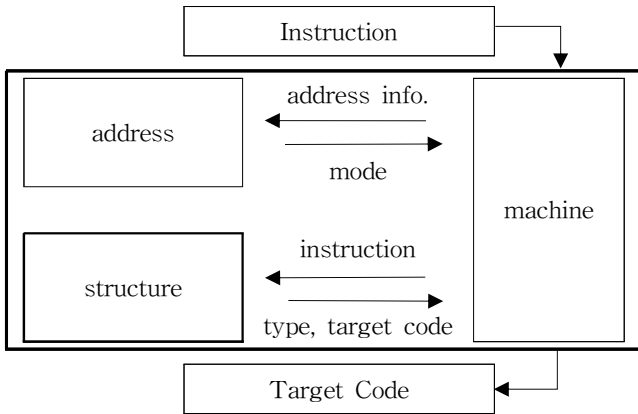 Instruction
address info.
address
mode
machine
instruction
structure
type, target code
Target Code